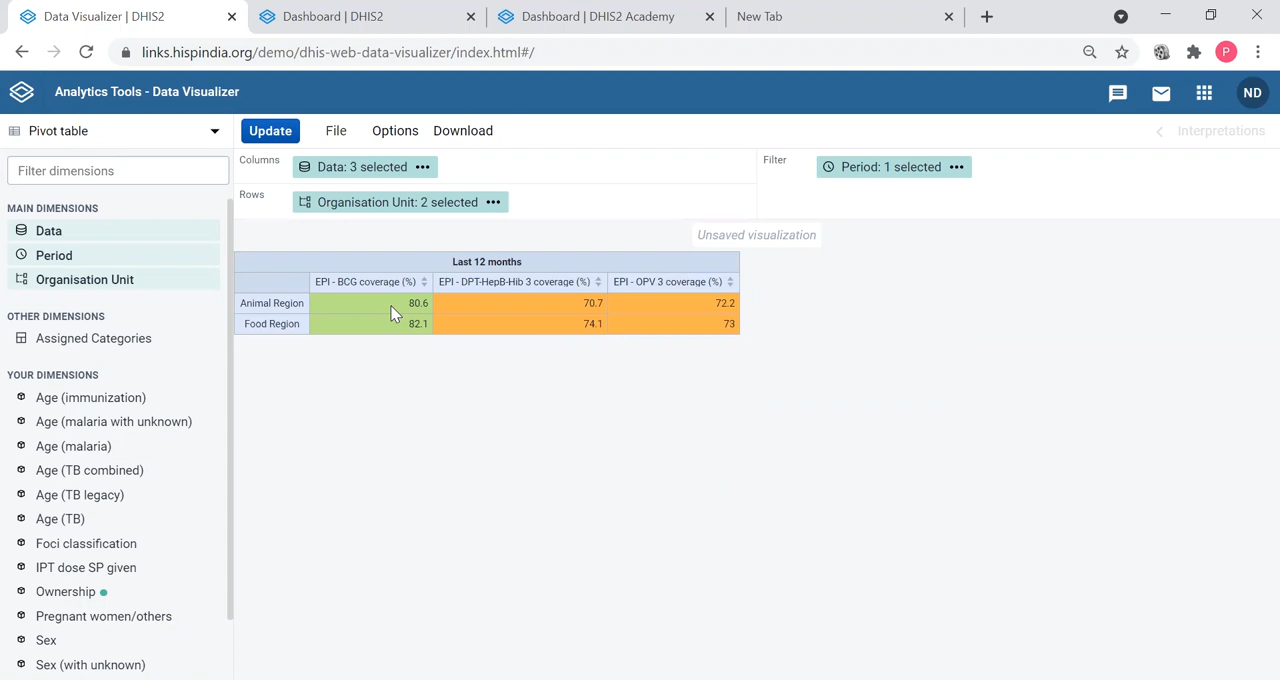 Data Visualizer | DHIS2
Dashboard | DHIS2
Dashboard | DHIS2 Academy
New Tab
links.hispindia.org/demo/dhis-web-data-visualizer/index.html#/
P
Analytics Tools - Data Visualizer
ND
Pivot table
Update File Options Download
Interpretations
Filter dimensions
Columns Data: 3 selected
Filter Period: 1 selected
Rows Organisation Unit: 2 selected
MAIN DIMENSIONS
Data
Period
Organisation Unit
OTHER DIMENSIONS
Assigned Categories
YOUR DIMENSIONS
Age (immunization)
Age (malaria with unknown)
Age (malaria)
Age (TB combined)
Age (TB legacy)
Age (TB)
Foci classification
IPT dose SP given
Ownership
Pregnant women/others
Sex
Sex (with unknown)
Unsaved visualization
Last 12 months
EPI - BCG coverage (%) EPI - DPT-HepB-Hib 3 coverage (%) EPI - OPV 3 coverage (%)
Animal Region 80.6 70.7 72.2
Food Region 82.1 74.1 73